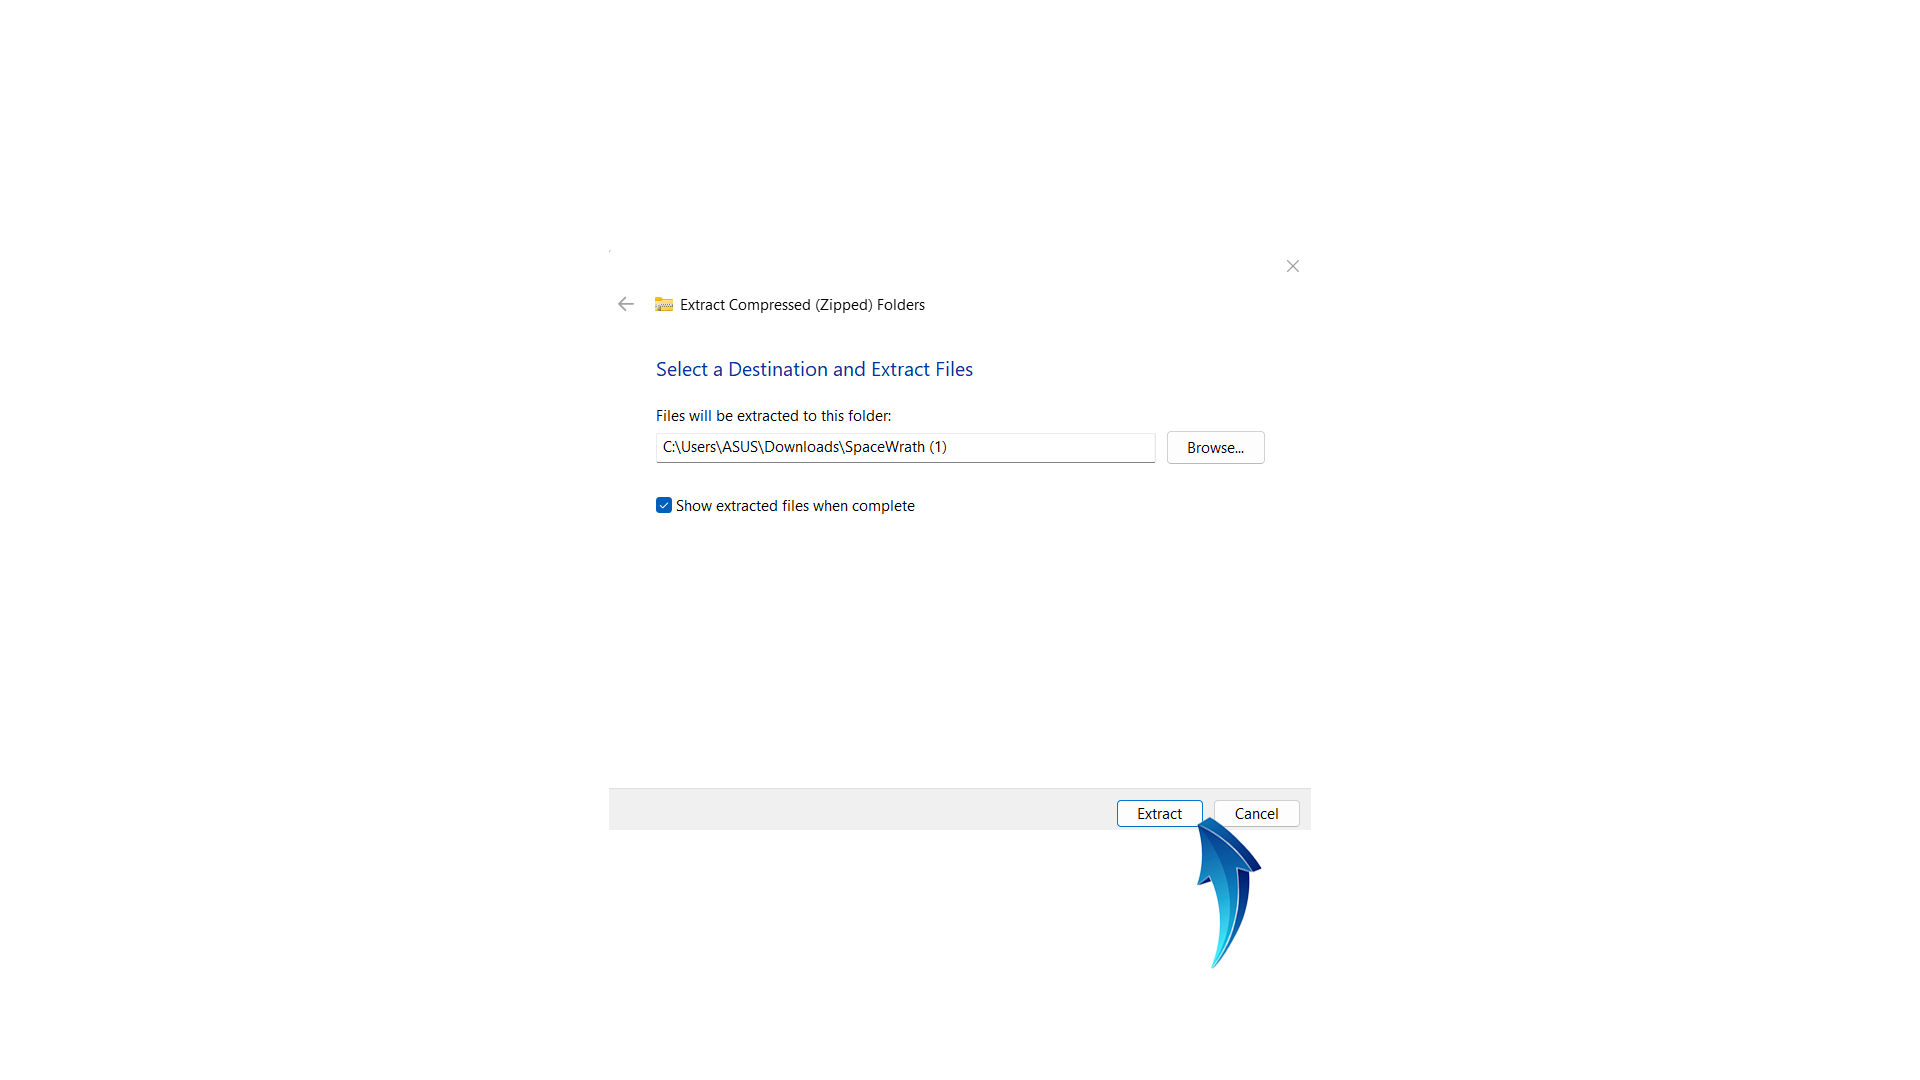 Extract Compressed (Zipped) Folders
Select a Destination and Extract Files
Files will be extracted to this folder:
C:\Users\ASUS\Downloads\SpaceWrath (1)
Browse...
Show extracted files when complete
Extract
Cancel